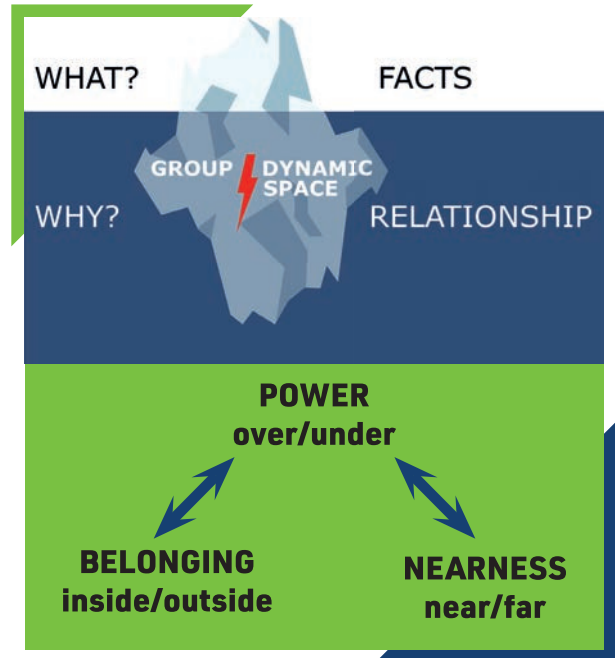 WHAT? FACTS
GROUP DYNAMIC
SPACE
WHY? RELATIONSHIP
POWER
over/under
BELONGING
inside/outside
NEARNESS
near/far